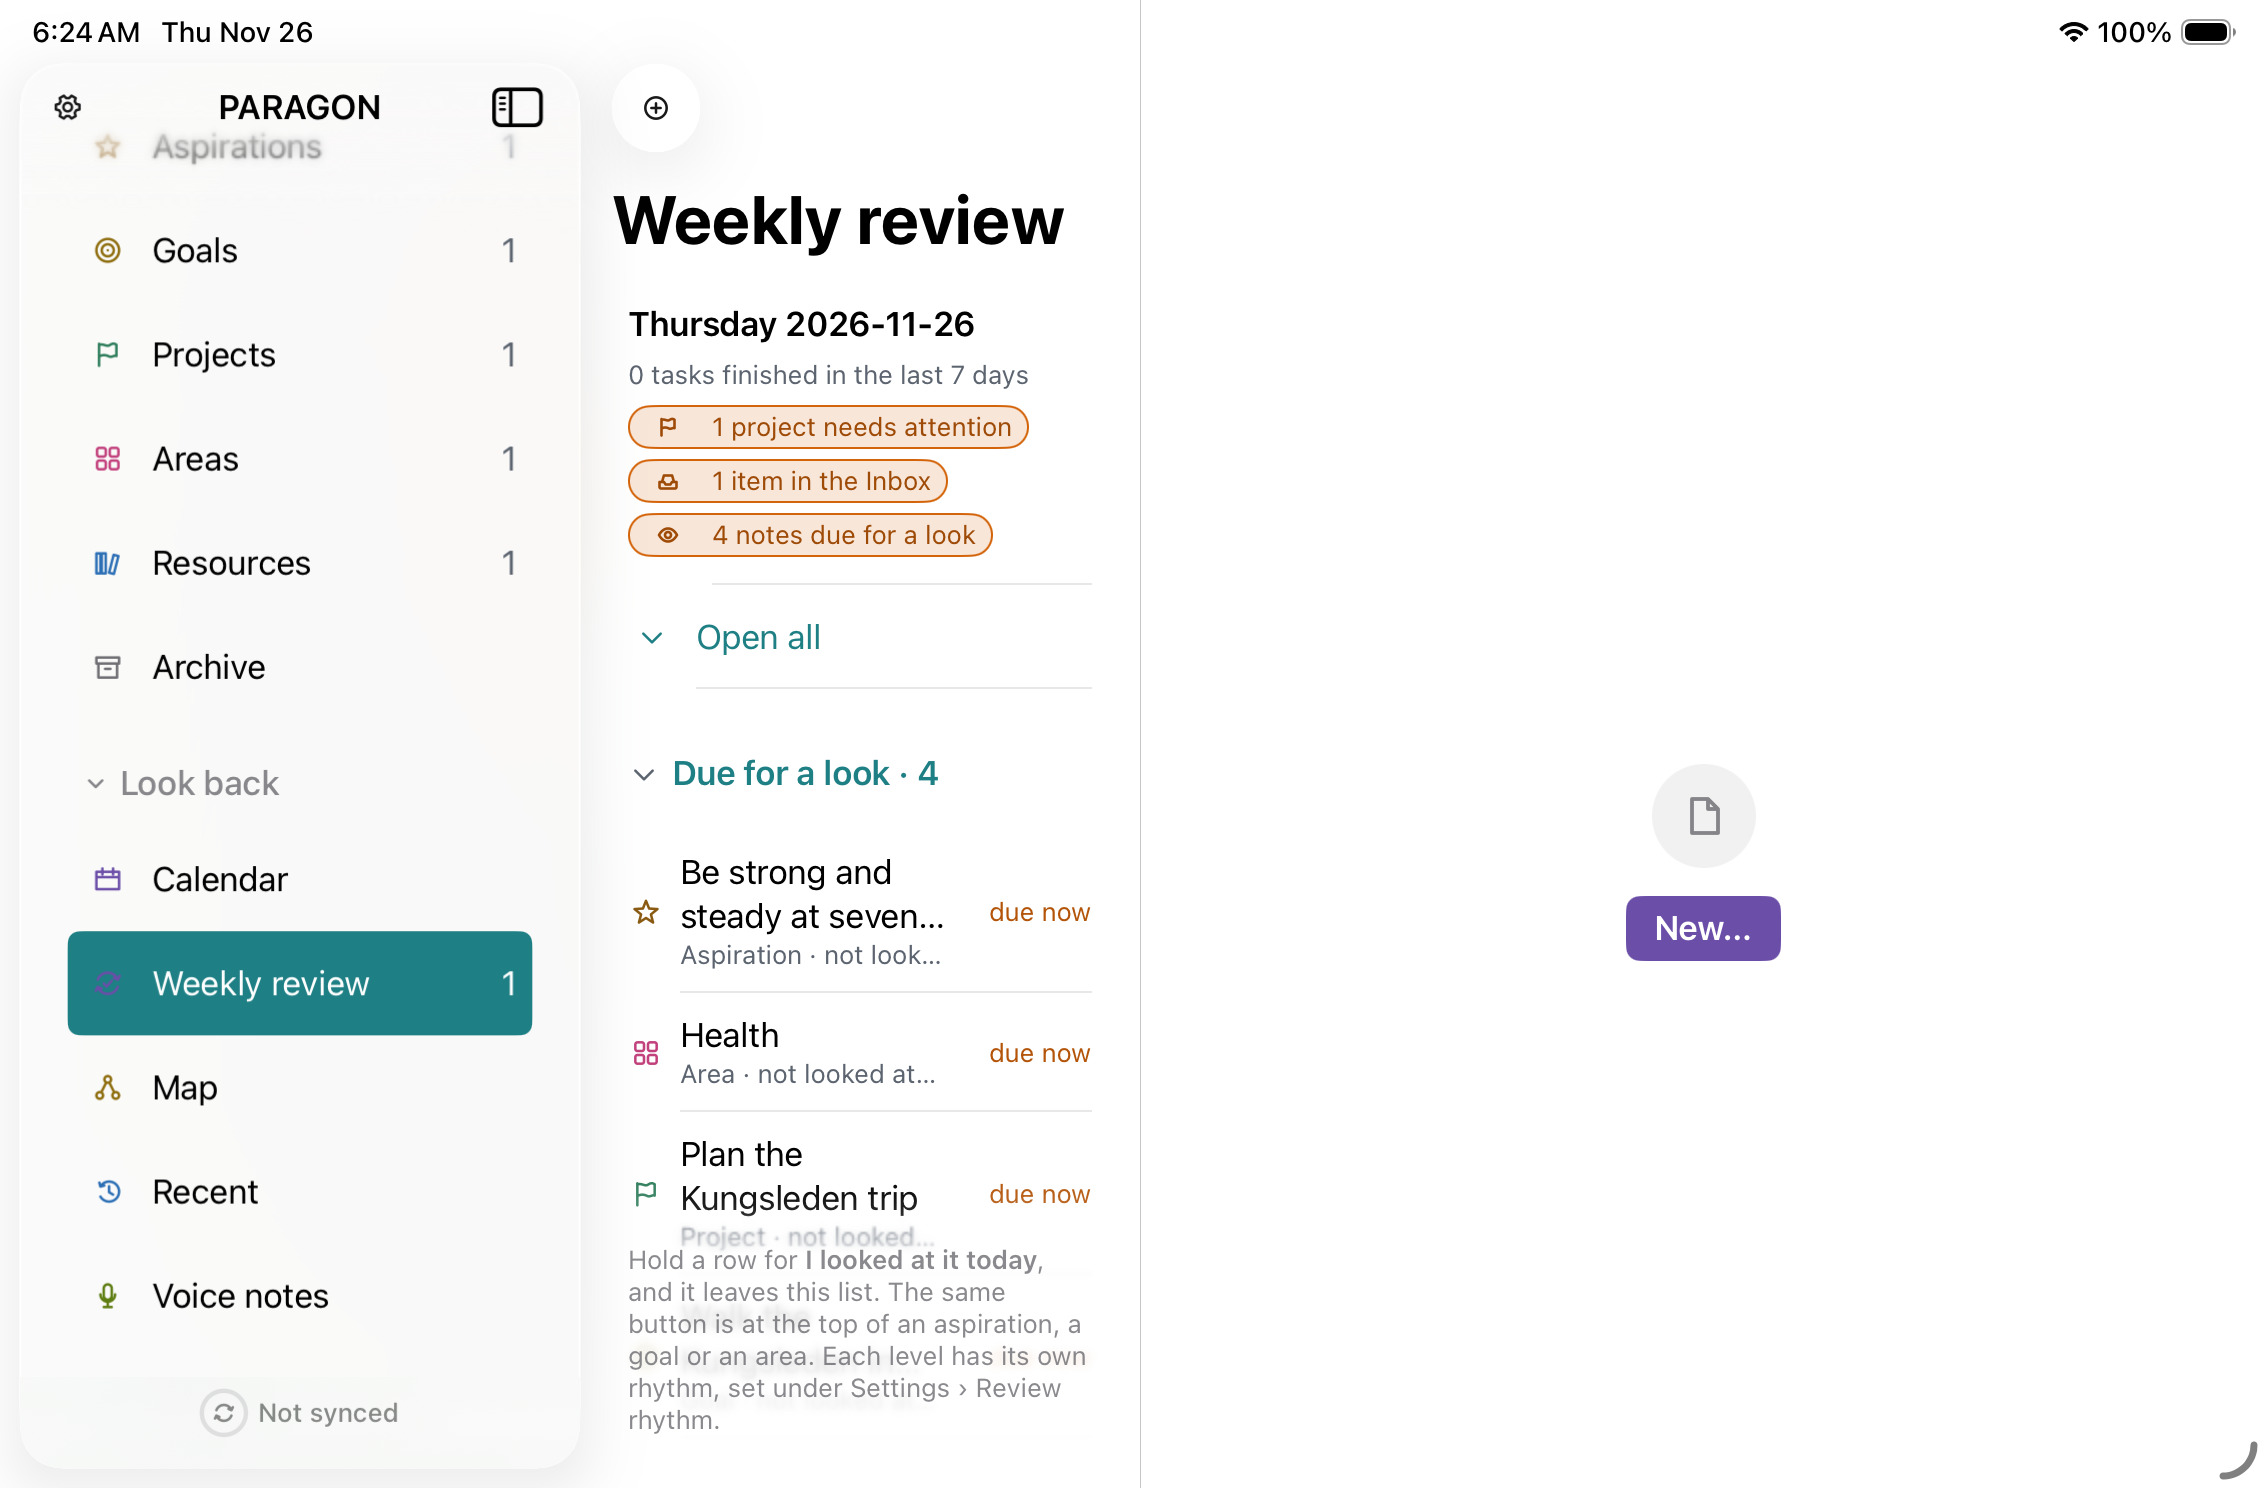 6:24 AM Thu Nov 26
100%
PARAGON
Aspirations 1
Goals 1
Projects 1
Areas 1
Resources 1
Archive
Look back
Calendar
Weekly review 1
Map
Recent
Voice notes
Not synced
Weekly review
Thursday 2026-11-26
0 tasks finished in the last 7 days
1 project needs attention
1 item in the Inbox
4 notes due for a look
Open all
Due for a look · 4
Be strong and
steady at seven...
due now
Aspiration · not look...
Health
due now
Area · not looked at...
Plan the
Kungsleden trip
due now
Project · not looked...
Hold a row for I looked at it today,
and it leaves this list. The same
button is at the top of an aspiration, a
goal or an area. Each level has its own
rhythm, set under Settings › Review
rhythm.
New...